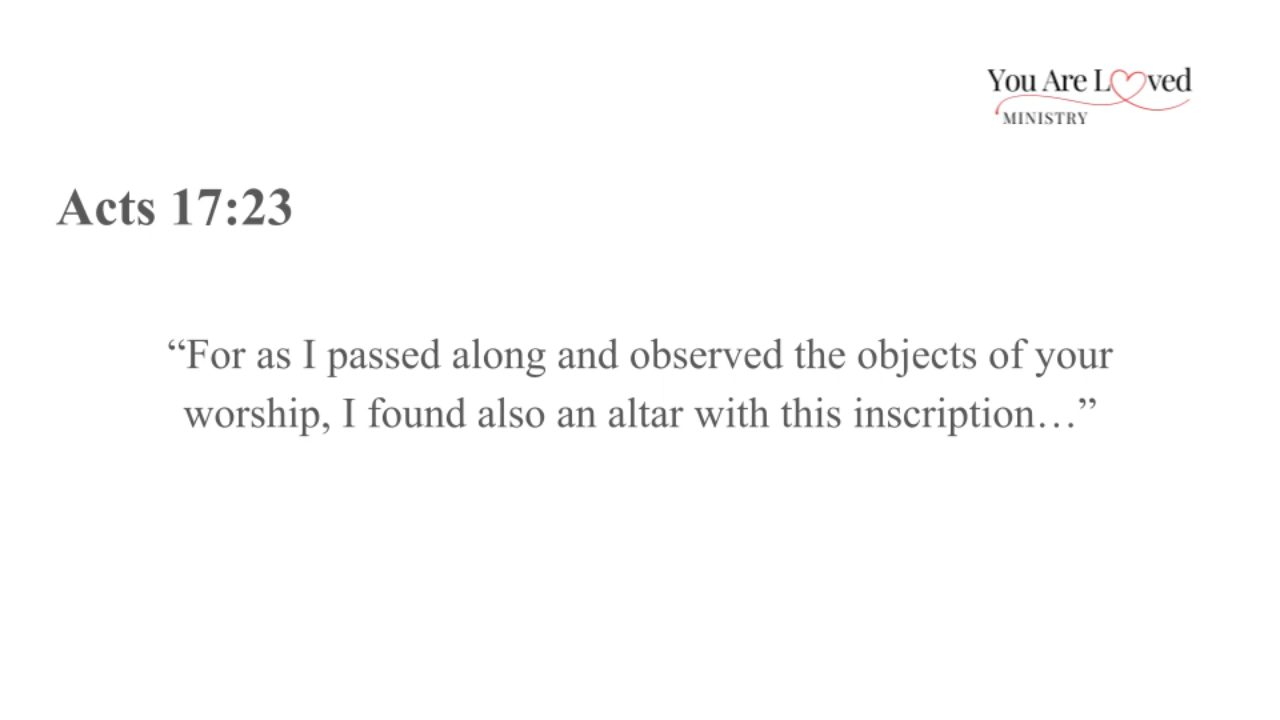 You Are Loved
MINISTRY
Acts 17:23
“For as I passed along and observed the objects of your
worship, I found also an altar with this inscription…”